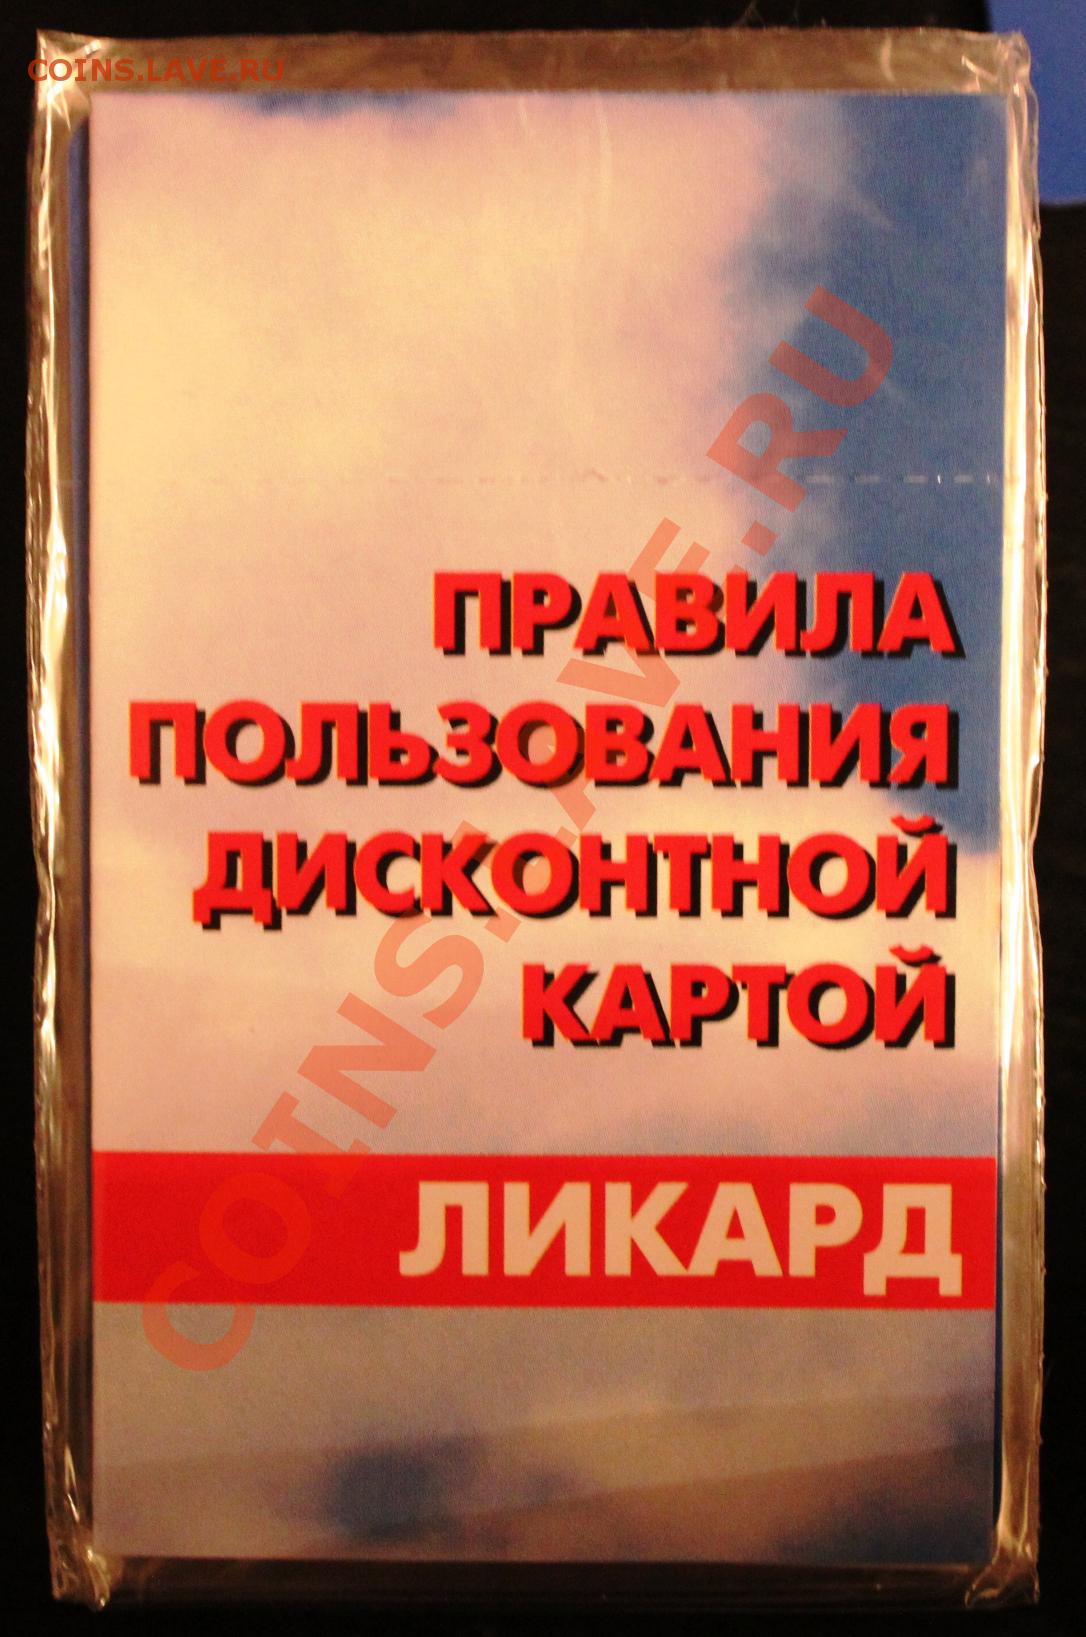 COINS.LAVE.RU
ПРАВИЛА
ПОЛЬЗОВАНИЯ
ДИСКОНТНОЙ
КАРТОЙ
ЛИКАРД
COINS.LAVE.RU